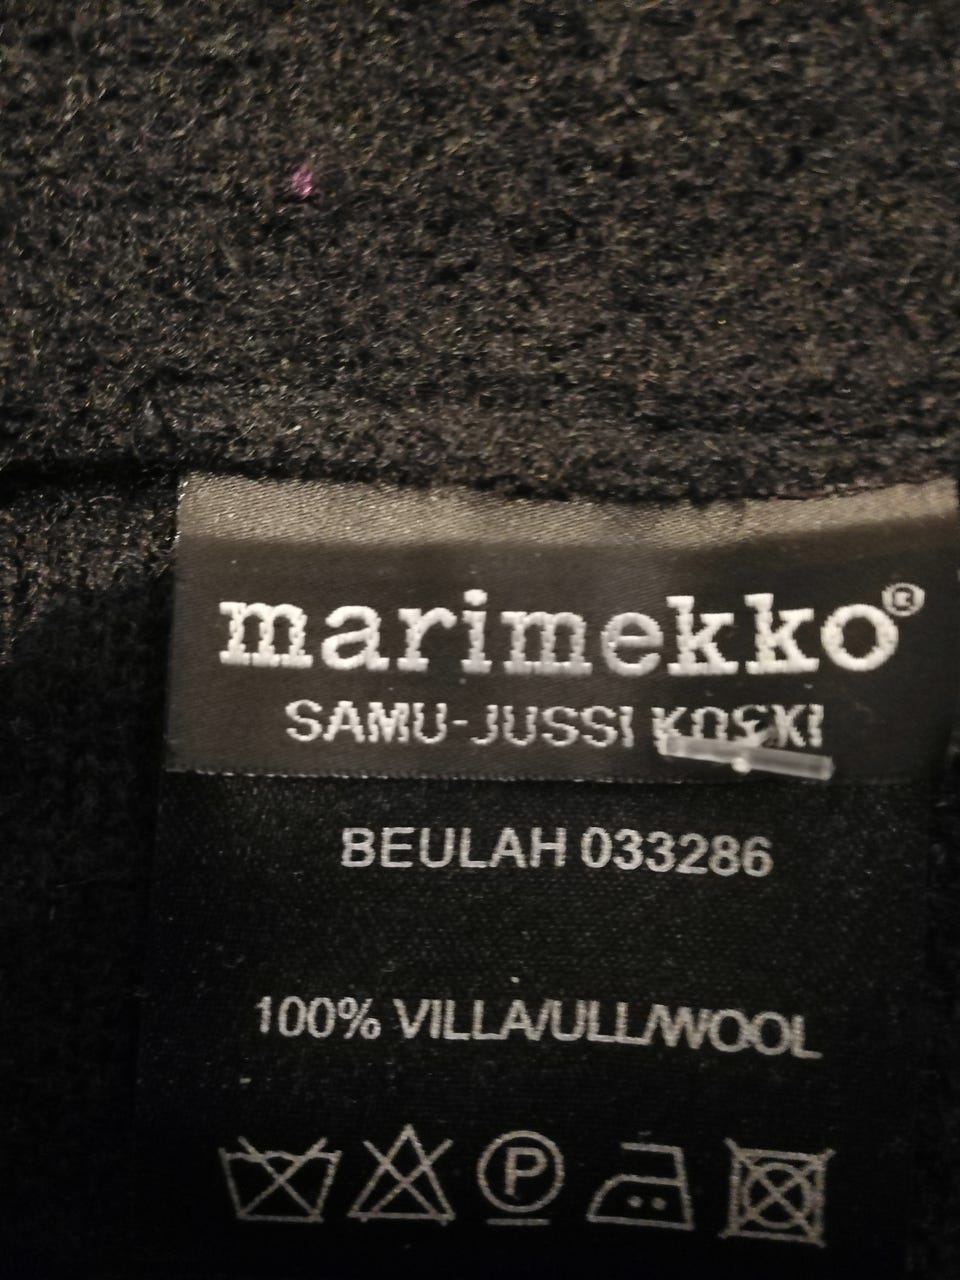 marimekko®
SAMU-JUSSI KOSKI
BEULAH 033286
100% VILLA/ULL/WOOL
P